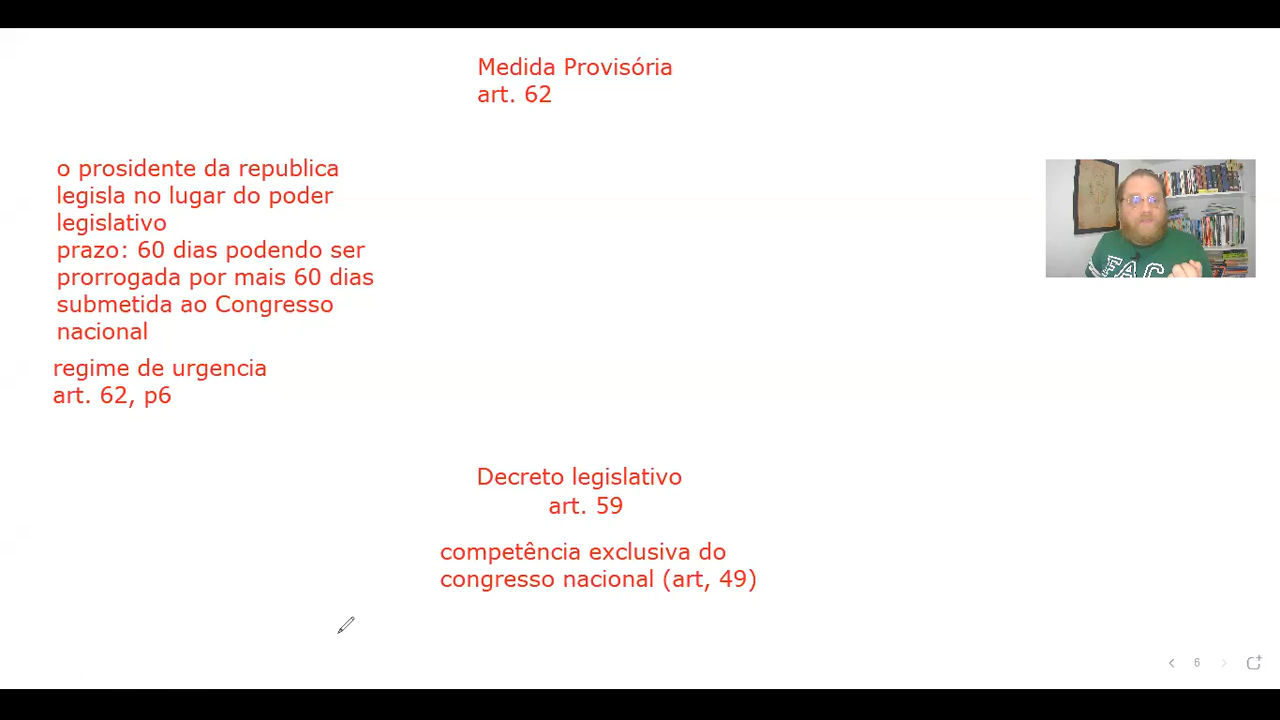 Medida Provisória
art. 62
o prosidente da republica
legisla no lugar do poder
legislativo
prazo: 60 dias podendo ser
prorrogada por mais 60 dias
submetida ao Congresso
nacional
regime de urgencia
art. 62, p6
Decreto legislativo
art. 59
competência exclusiva do
congresso nacional (art, 49)
6